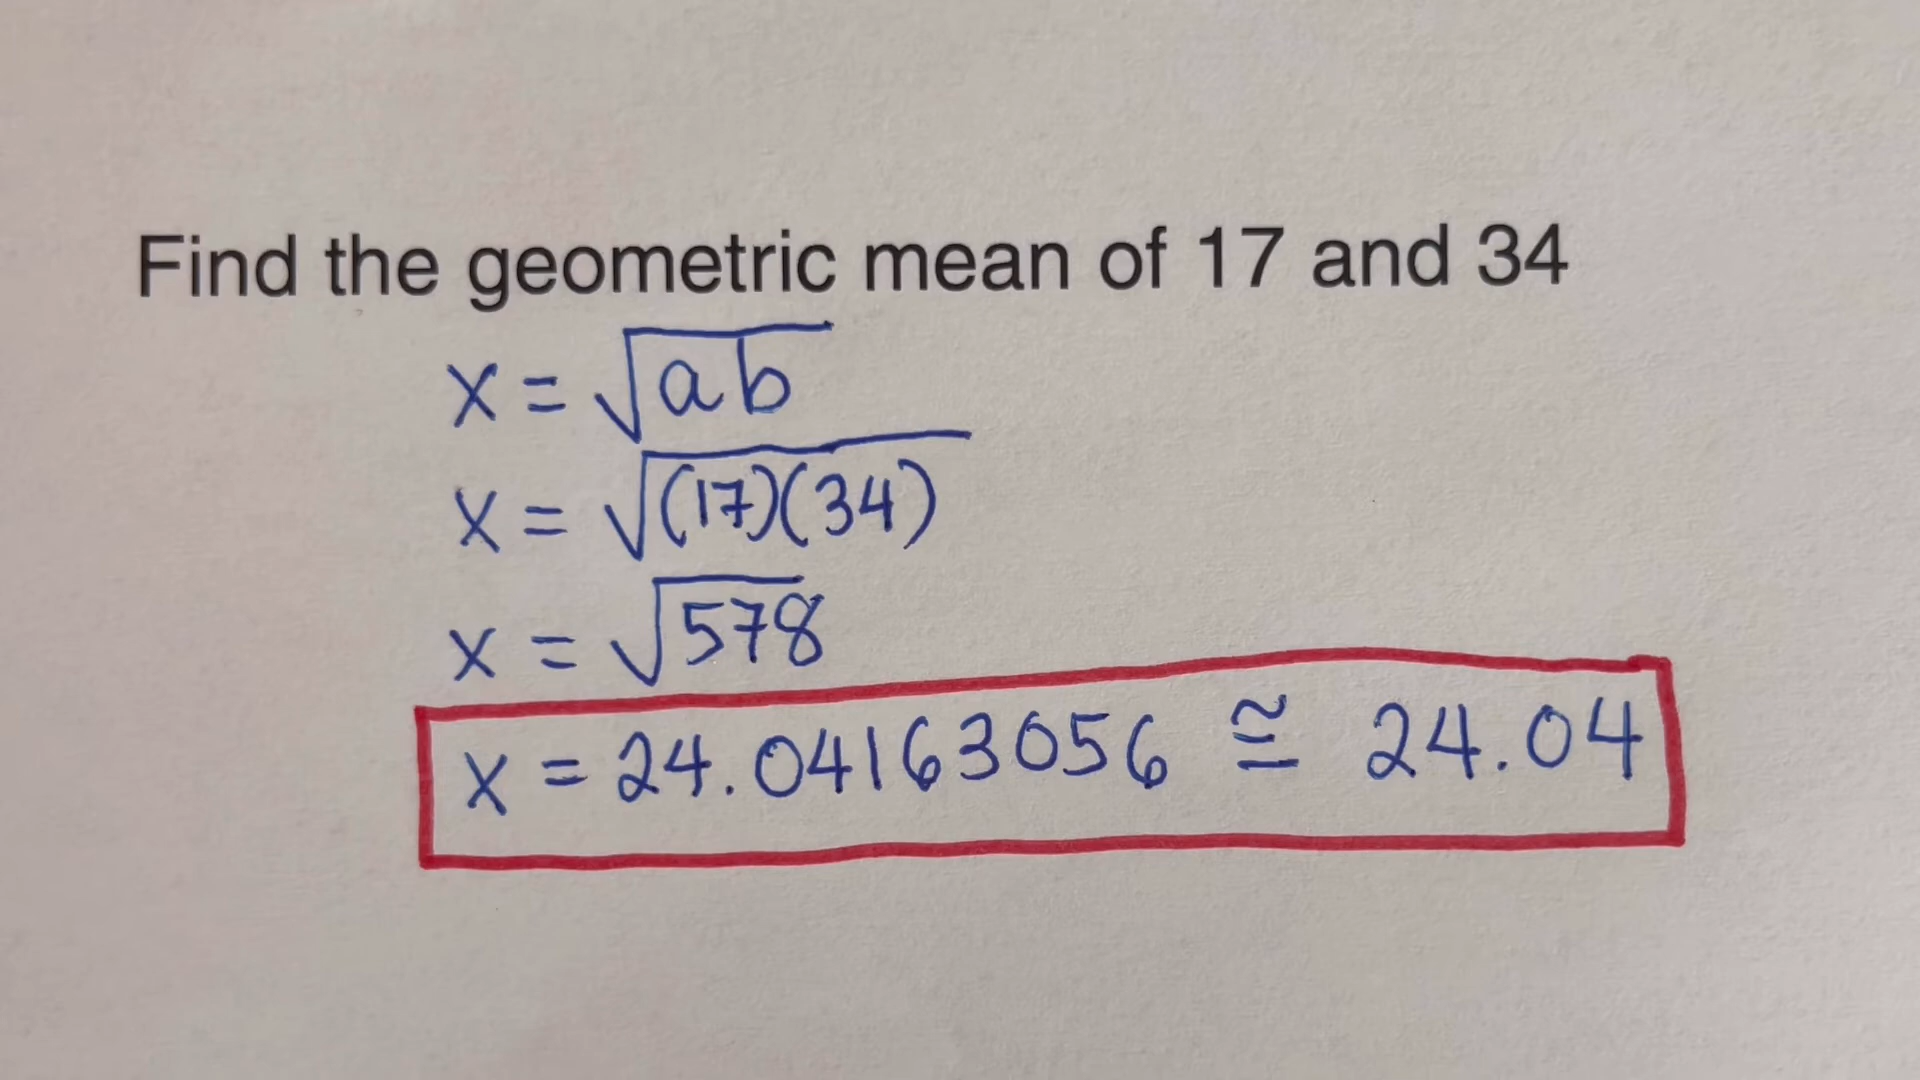 Find the geometric mean of 17 and 34
x = √ab
x = √(17)(34)
x = √578
x = 24.04163056 ≅ 24.04